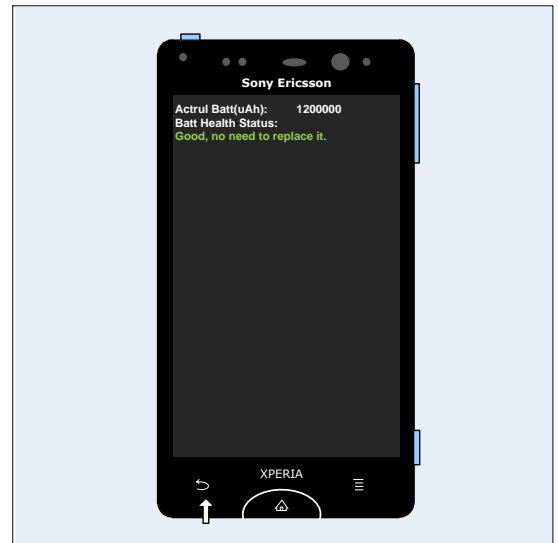 Sony Ericsson
Actrul Batt(uAh): 1200000
Batt Health Status:
Good, no need to replace it.
XPERIA